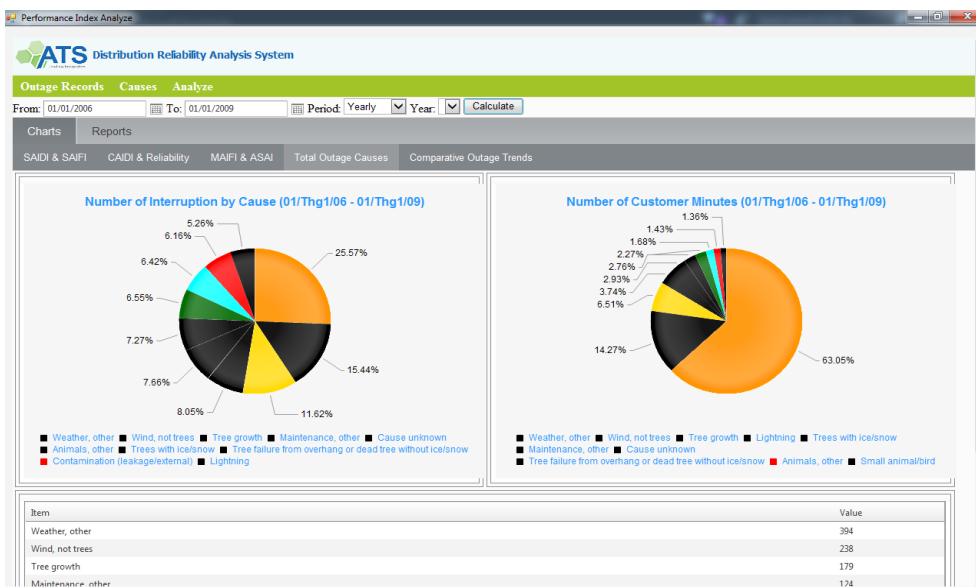 Performance Index Analyze
ATS Distribution Reliability Analysis System
Outage Records Causes Analyze
From: 01/01/2006 To: 01/01/2009 Period: Yearly Year: Calculate
Charts Reports
SAIDI & SAIFI CAIDI & Reliability MAIFI & ASAI Total Outage Causes Comparative Outage Trends
Number of Interruption by Cause (01/Thg1/06 - 01/Thg1/09)
5.26%
6.16%
25.57%
6.42%
6.55%
7.27%
15.44%
7.66%
8.05%
11.62%
Weather, other Wind, not trees Tree growth Maintenance, other Cause unknown
Animals, other Trees with ice/snow Tree failure from overhang or dead tree without ice/snow
Contamination (leakage/external) Lightning
Number of Customer Minutes (01/Thg1/06 - 01/Thg1/09)
1.36%
1.43%
1.68%
2.27%
2.76%
2.93%
3.74%
6.51%
14.27%
63.05%
Weather, other Wind, not trees Tree growth Lightning Trees with ice/snow
Maintenance, other Cause unknown
Tree failure from overhang or dead tree without ice/snow Animals, other Small animal/bird
Item Value
Weather, other 394
Wind, not trees 238
Tree growth 179
Maintenance, other 124